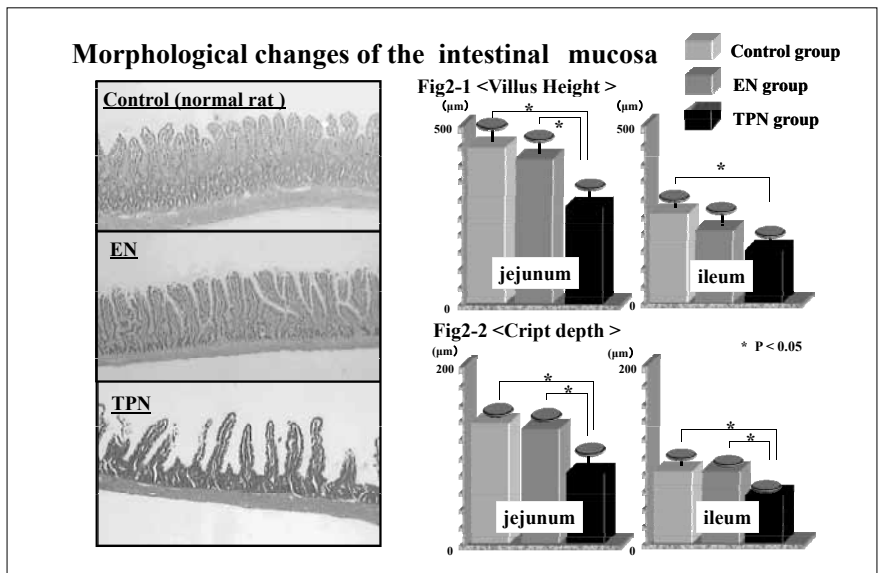 Morphological changes of the intestinal mucosa
Control group
EN group
TPN group
Control (normal rat )
EN
TPN
Fig2-1 <Villus Height >
(μm)
500
0
*
*
jejunum
(μm)
500
0
*
ileum
Fig2-2 <Cript depth >
* P < 0.05
(μm)
200
0
*
*
jejunum
(μm)
200
0
*
*
ileum